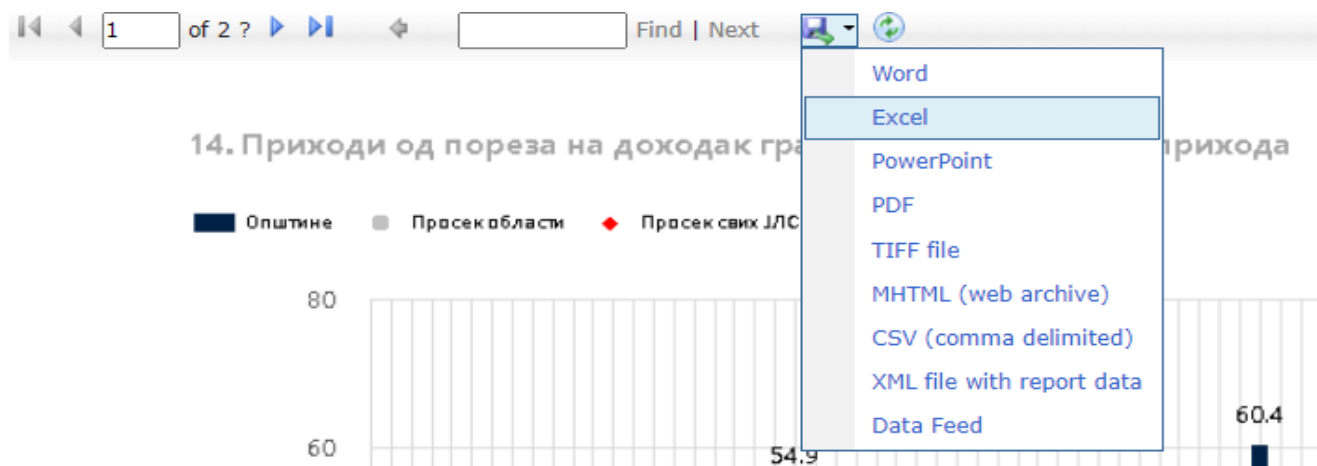 1 of 2 ? Find | Next
Word
Excel
PowerPoint
PDF
TIFF file
MHTML (web archive)
CSV (comma delimited)
XML file with report data
Data Feed
14. Приходи од пореза на доходак гра прихода
Општине Просек области Просек свих ЈЛС
80
60
54.9
60.4